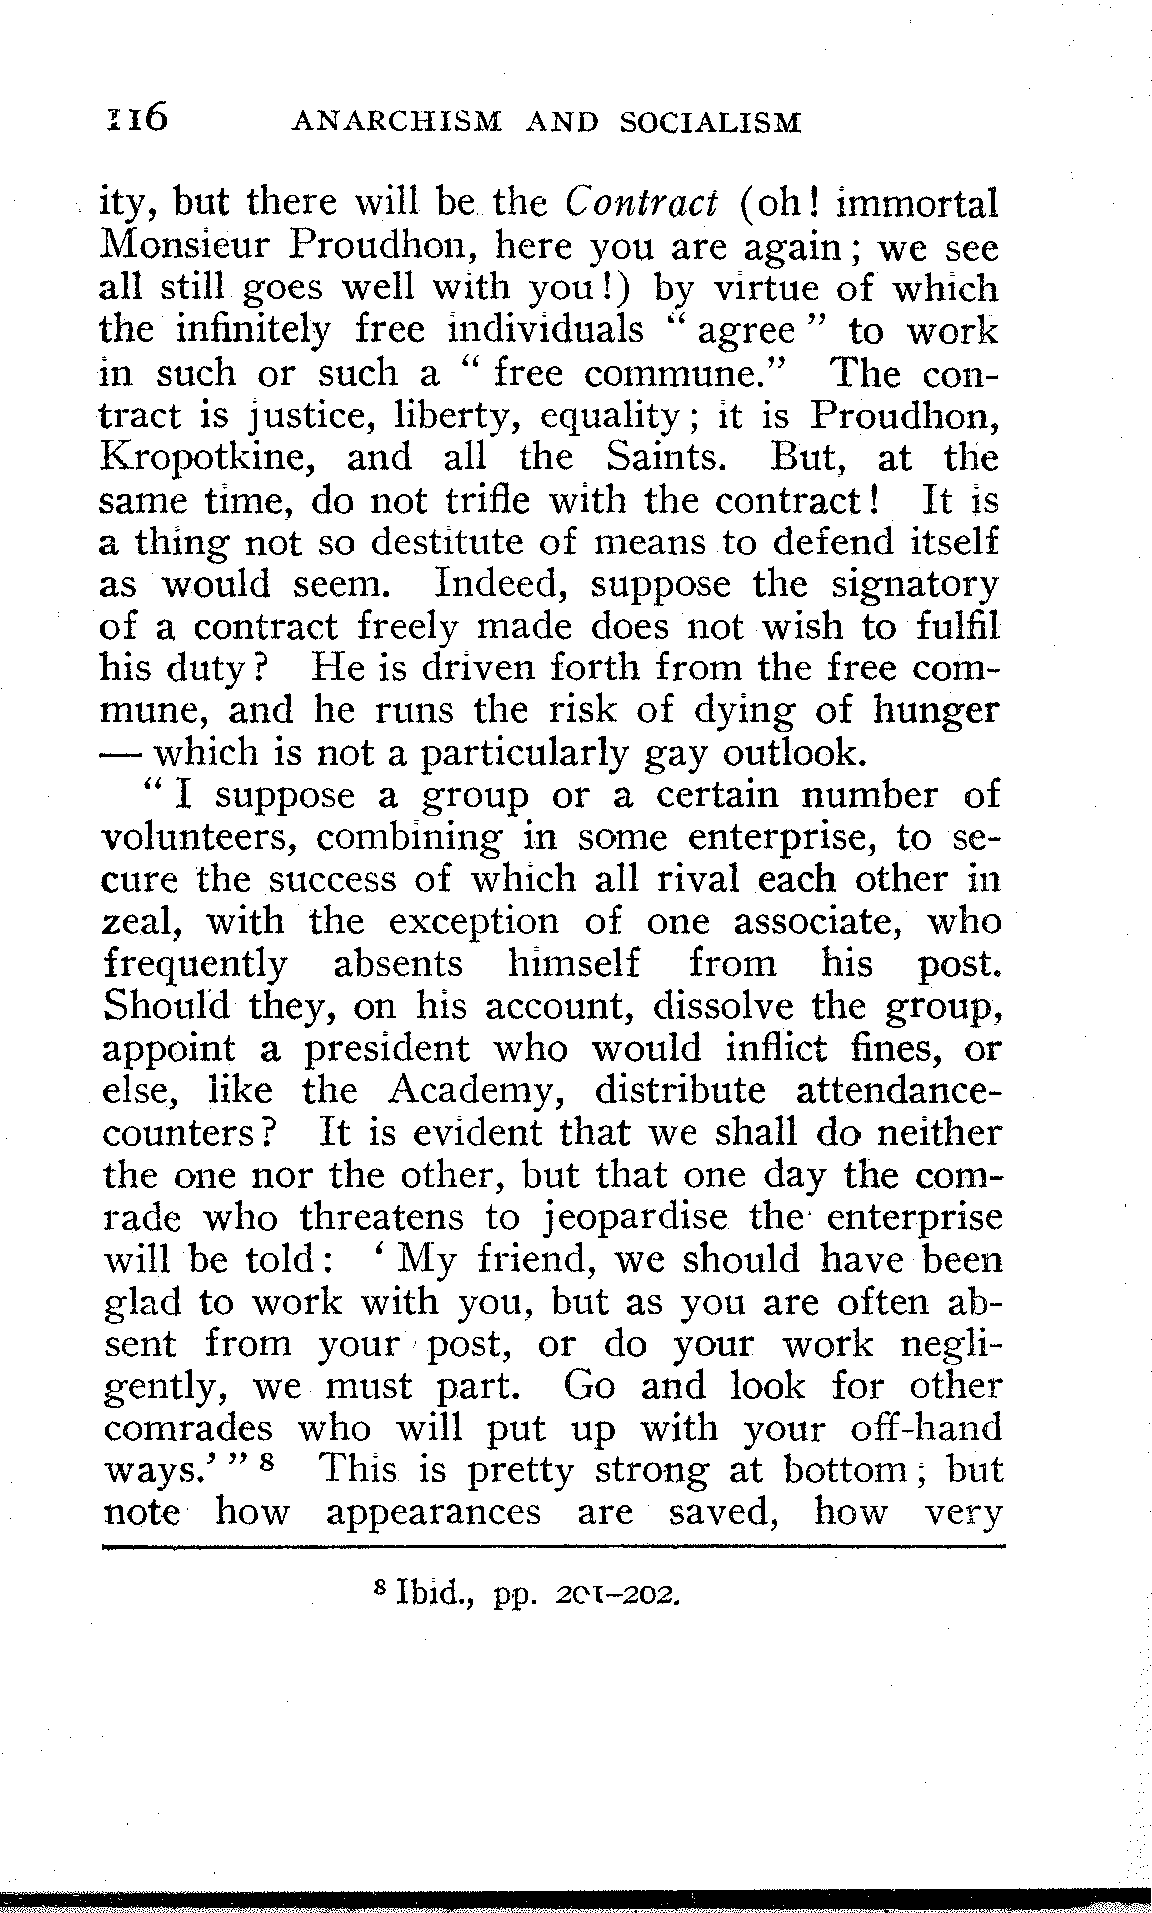 116 ANARCHISM AND SOCIALISM
ity, but there will be the Contract (oh! immortal
Monsieur Proudhon, here you are again; we see
all still goes well with you!) by virtue of which
the infinitely free individuals “ agree ” to work
in such or such a “ free commune.” The con-
tract is justice, liberty, equality; it is Proudhon,
Kropotkine, and all the Saints. But, at the
same time, do not trifle with the contract! It is
a thing not so destitute of means to defend itself
as would seem. Indeed, suppose the signatory
of a contract freely made does not wish to fulfil
his duty? He is driven forth from the free com-
mune, and he runs the risk of dying of hunger
— which is not a particularly gay outlook.
“ I suppose a group or a certain number of
volunteers, combining in some enterprise, to se-
cure the success of which all rival each other in
zeal, with the exception of one associate, who
frequently absents himself from his post.
Should they, on his account, dissolve the group,
appoint a president who would inflict fines, or
else, like the Academy, distribute attendance-
counters? It is evident that we shall do neither
the one nor the other, but that one day the com-
rade who threatens to jeopardise the enterprise
will be told: ‘ My friend, we should have been
glad to work with you, but as you are often ab-
sent from your post, or do your work negli-
gently, we must part. Go and look for other
comrades who will put up with your off-hand
ways.’ ” 8 This is pretty strong at bottom; but
note how appearances are saved, how very
8 Ibid., pp. 201–202.